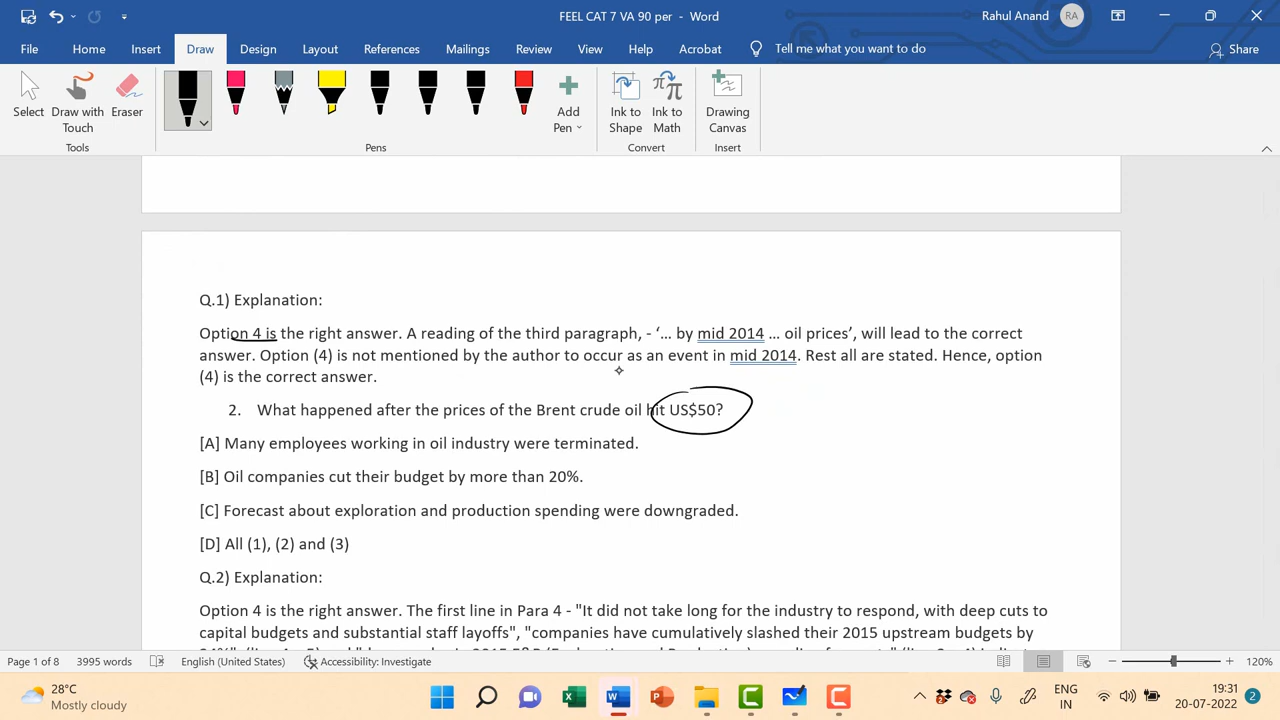 FEEL CAT 7 VA 90 per - Word
Rahul Anand
RA
File
Home
Insert
Draw
Design
Layout
References
Mailings
Review
View
Help
Acrobat
Tell me what you want to do
Share
Select
Draw with Touch
Eraser
Add Pen
Ink to Shape
Ink to Math
Drawing Canvas
Tools
Pens
Convert
Insert
Q.1) Explanation:
Option 4 is the right answer. A reading of the third paragraph, - ‘... by mid 2014 ... oil prices’, will lead to the correct
answer. Option (4) is not mentioned by the author to occur as an event in mid 2014. Rest all are stated. Hence, option
(4) is the correct answer.
2. What happened after the prices of the Brent crude oil hit US$50?
[A] Many employees working in oil industry were terminated.
[B] Oil companies cut their budget by more than 20%.
[C] Forecast about exploration and production spending were downgraded.
[D] All (1), (2) and (3)
Q.2) Explanation:
Option 4 is the right answer. The first line in Para 4 - "It did not take long for the industry to respond, with deep cuts to
capital budgets and substantial staff layoffs", "companies have cumulatively slashed their 2015 upstream budgets by
Page 1 of 8
3995 words
English (United States)
Accessibility: Investigate
120%
28°C
Mostly cloudy
ENG
IN
19:31
20-07-2022
2